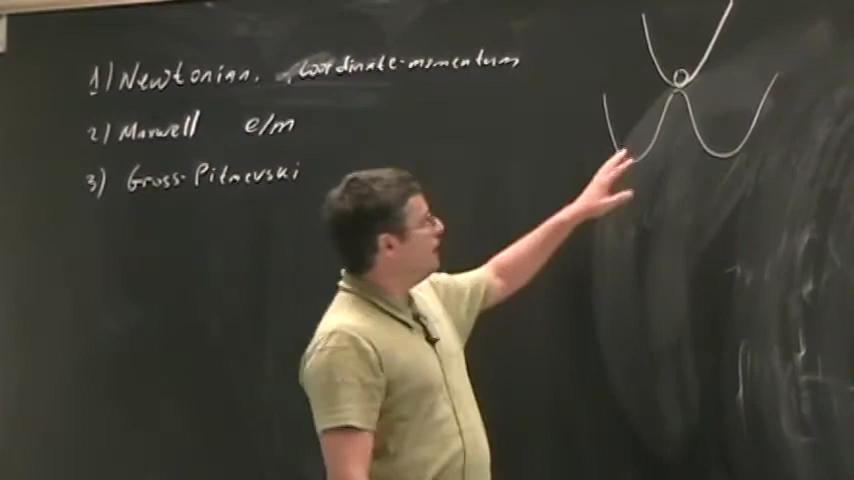 1) Newtonian, Coordinate-momentum
2) Maxwell e/m
3) Gross-Pitaevski